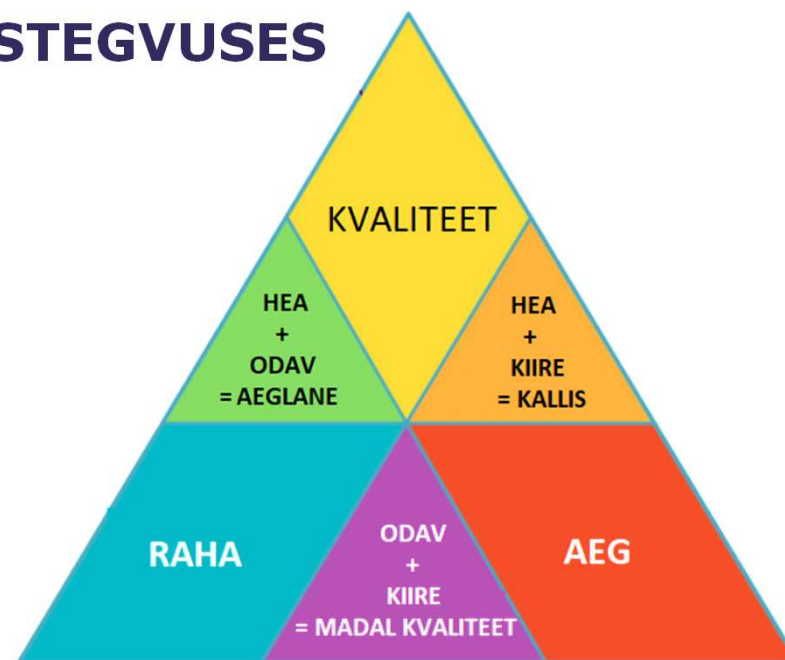 STEGVUSES
KVALITEET
HEA
+
ODAV
= AEGLANE
HEA
+
KIIRE
= KALLIS
RAHA
ODAV
+
KIIRE
= MADAL KVALITEET
AEG